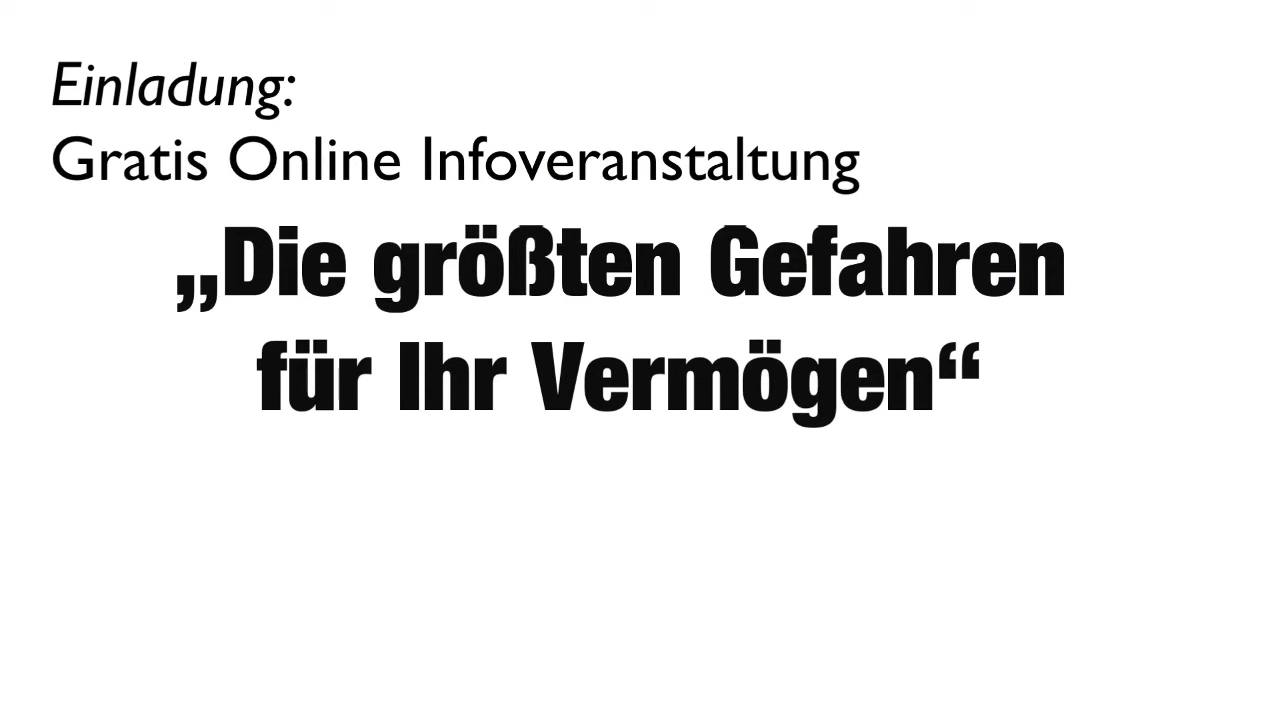 Einladung:
Gratis Online Infoveranstaltung
„Die größten Gefahren
für Ihr Vermögen“